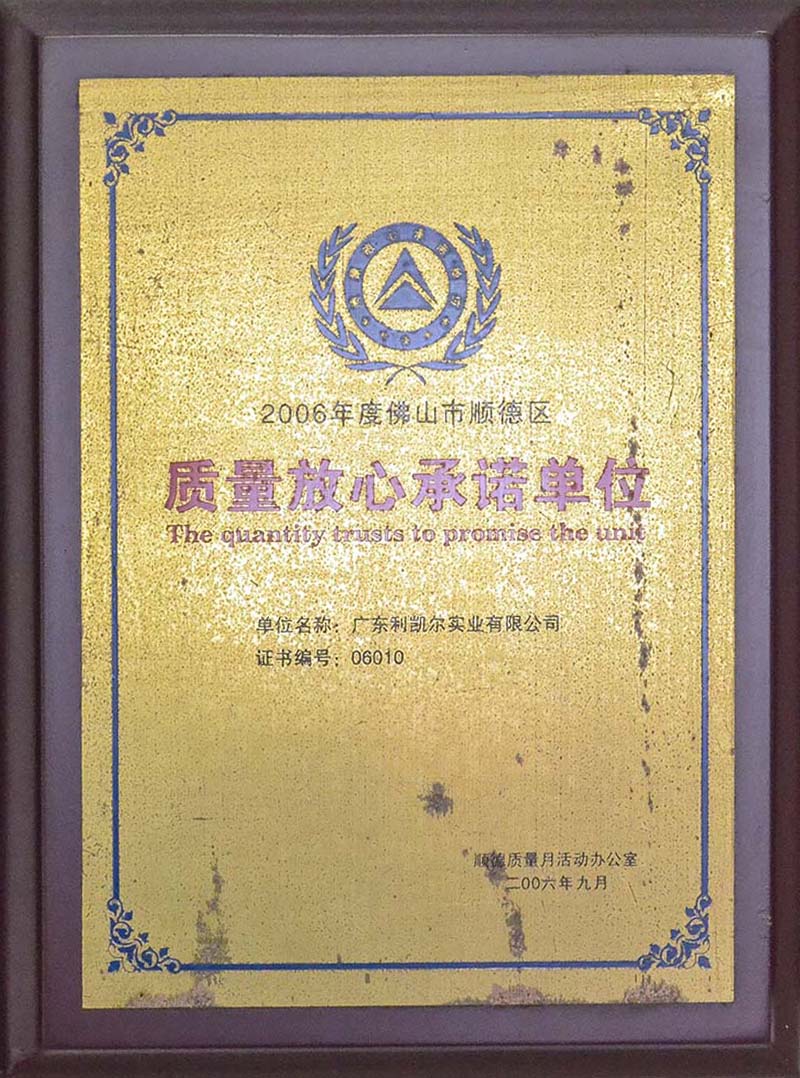 2006年度佛山市顺德区
质量放心承诺单位
The quantity trusts to promise the unit
单位名称：广东利凯尔实业有限公司
证书编号：06010
顺德质量月活动办公室
二00六年九月